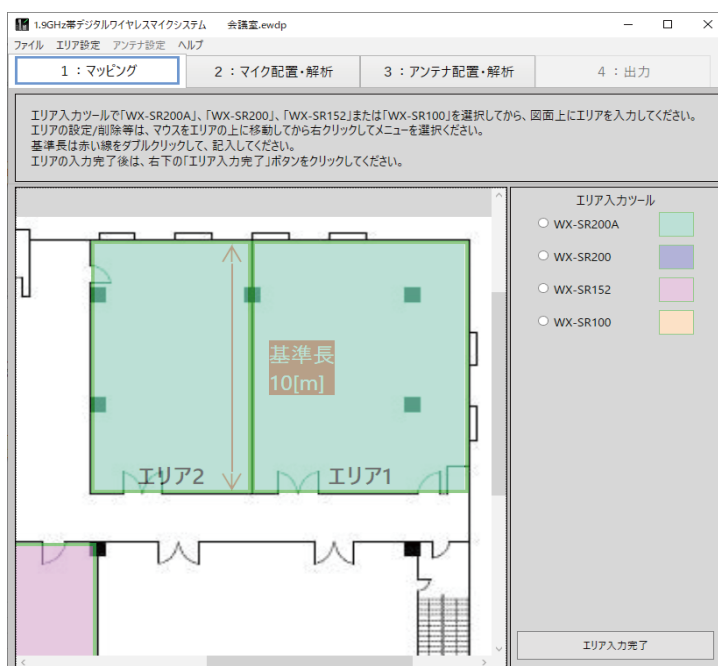 1.9GHz帯デジタルワイヤレスマイクシステム 会議室.ewdp
ファイル エリア設定 アンテナ設定 ヘルプ
1：マッピング 2：マイク配置・解析 3：アンテナ配置・解析 4：出力
エリア入力ツールで「WX-SR200A」、「WX-SR200」、「WX-SR152」または「WX-SR100」を選択してから、図面上にエリアを入力してください。
エリアの設定/削除等は、マウスをエリアの上に移動してから右クリックしてメニューを選択ください。
基準長は赤い線をダブルクリックして、記入してください。
エリアの入力完了後は、右下の「エリア入力完了」ボタンをクリックしてください。
エリア入力ツール
WX-SR200A
WX-SR200
WX-SR152
WX-SR100
基準長
10[m]
エリア2 エリア1
エリア入力完了